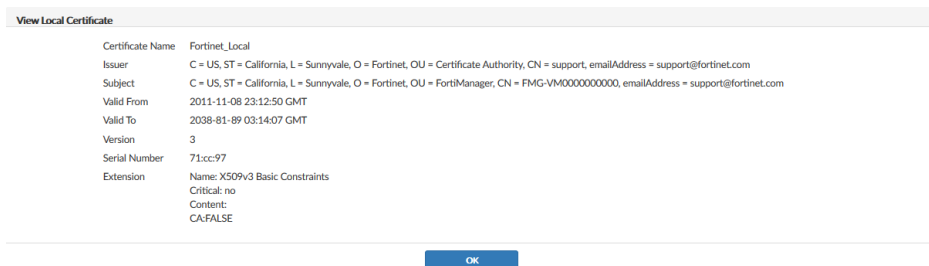 View Local Certificate
Certificate Name Fortinet_Local
Issuer C = US, ST = California, L = Sunnyvale, O = Fortinet, OU = Certificate Authority, CN = support, emailAddress = support@fortinet.com
Subject C = US, ST = California, L = Sunnyvale, O = Fortinet, OU = FortiManager, CN = FMG-VM0000000000, emailAddress = support@fortinet.com
Valid From 2011-11-08 23:12:50 GMT
Valid To 2038-81-89 03:14:07 GMT
Version 3
Serial Number 71:cc:97
Extension Name: X509v3 Basic Constraints
Critical: no
Content:
CA:FALSE
OK